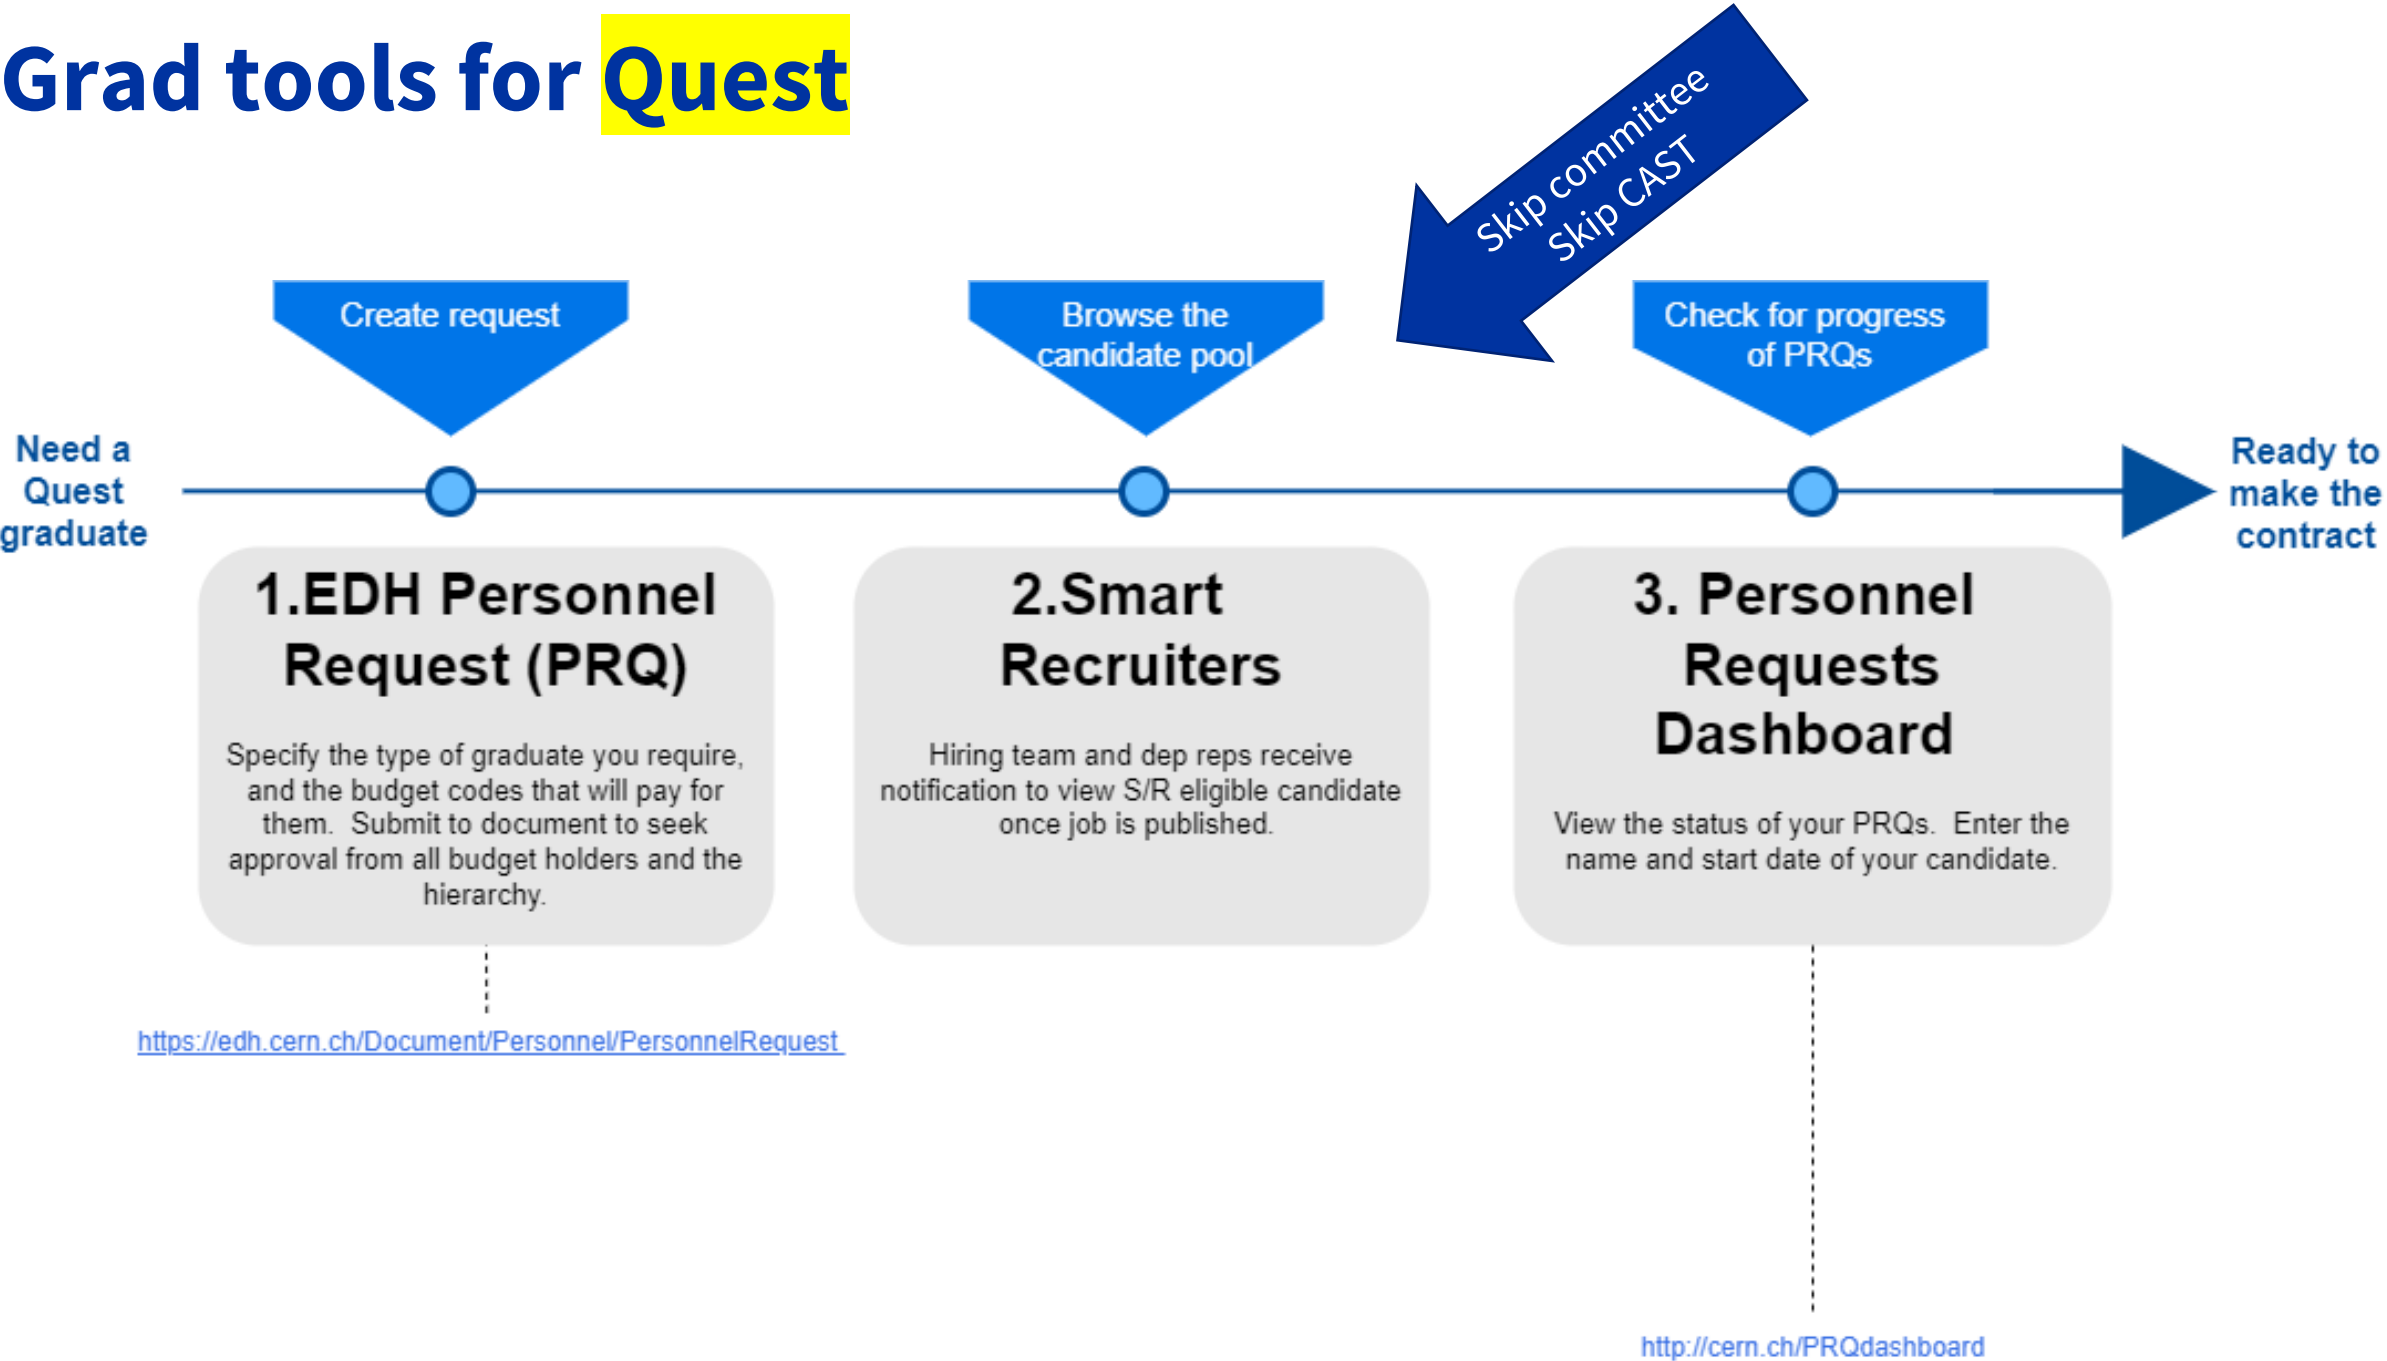 Grad tools for Quest
Skip committee
Skip CAST
Create request
Browse the
candidate pool
Check for progress
of PRQs
Need a
Quest
graduate
Ready to
make the
contract
1.EDH Personnel
Request (PRQ)
Specify the type of graduate you require,
and the budget codes that will pay for
them.  Submit to document to seek
approval from all budget holders and the
hierarchy.
2.Smart
Recruiters
Hiring team and dep reps receive
notification to view S/R eligible candidate
once job is published.
3. Personnel
Requests
Dashboard
View the status of your PRQs.  Enter the
name and start date of your candidate.
https://edh.cern.ch/Document/Personnel/PersonnelRequest
http://cern.ch/PRQdashboard